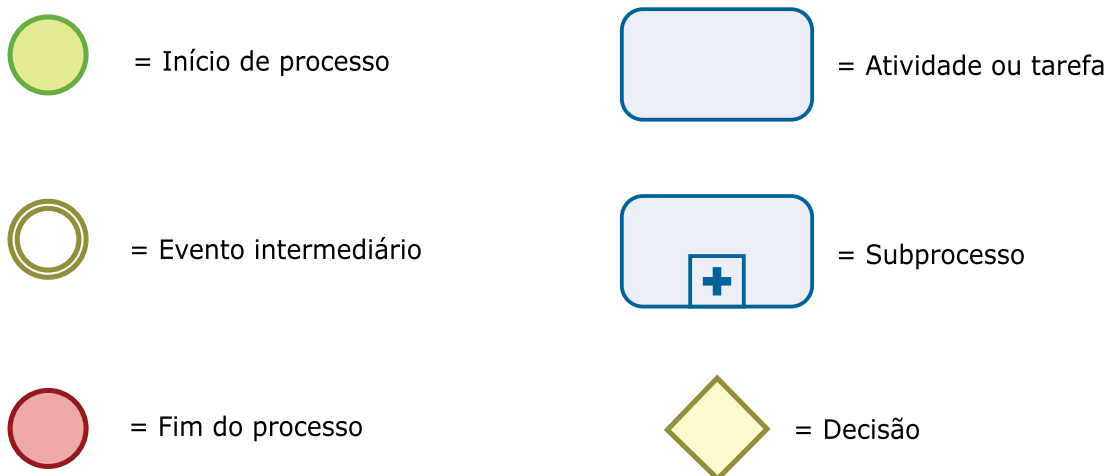 = Início de processo
= Atividade ou tarefa
= Evento intermediário
= Subprocesso
= Fim do processo
= Decisão